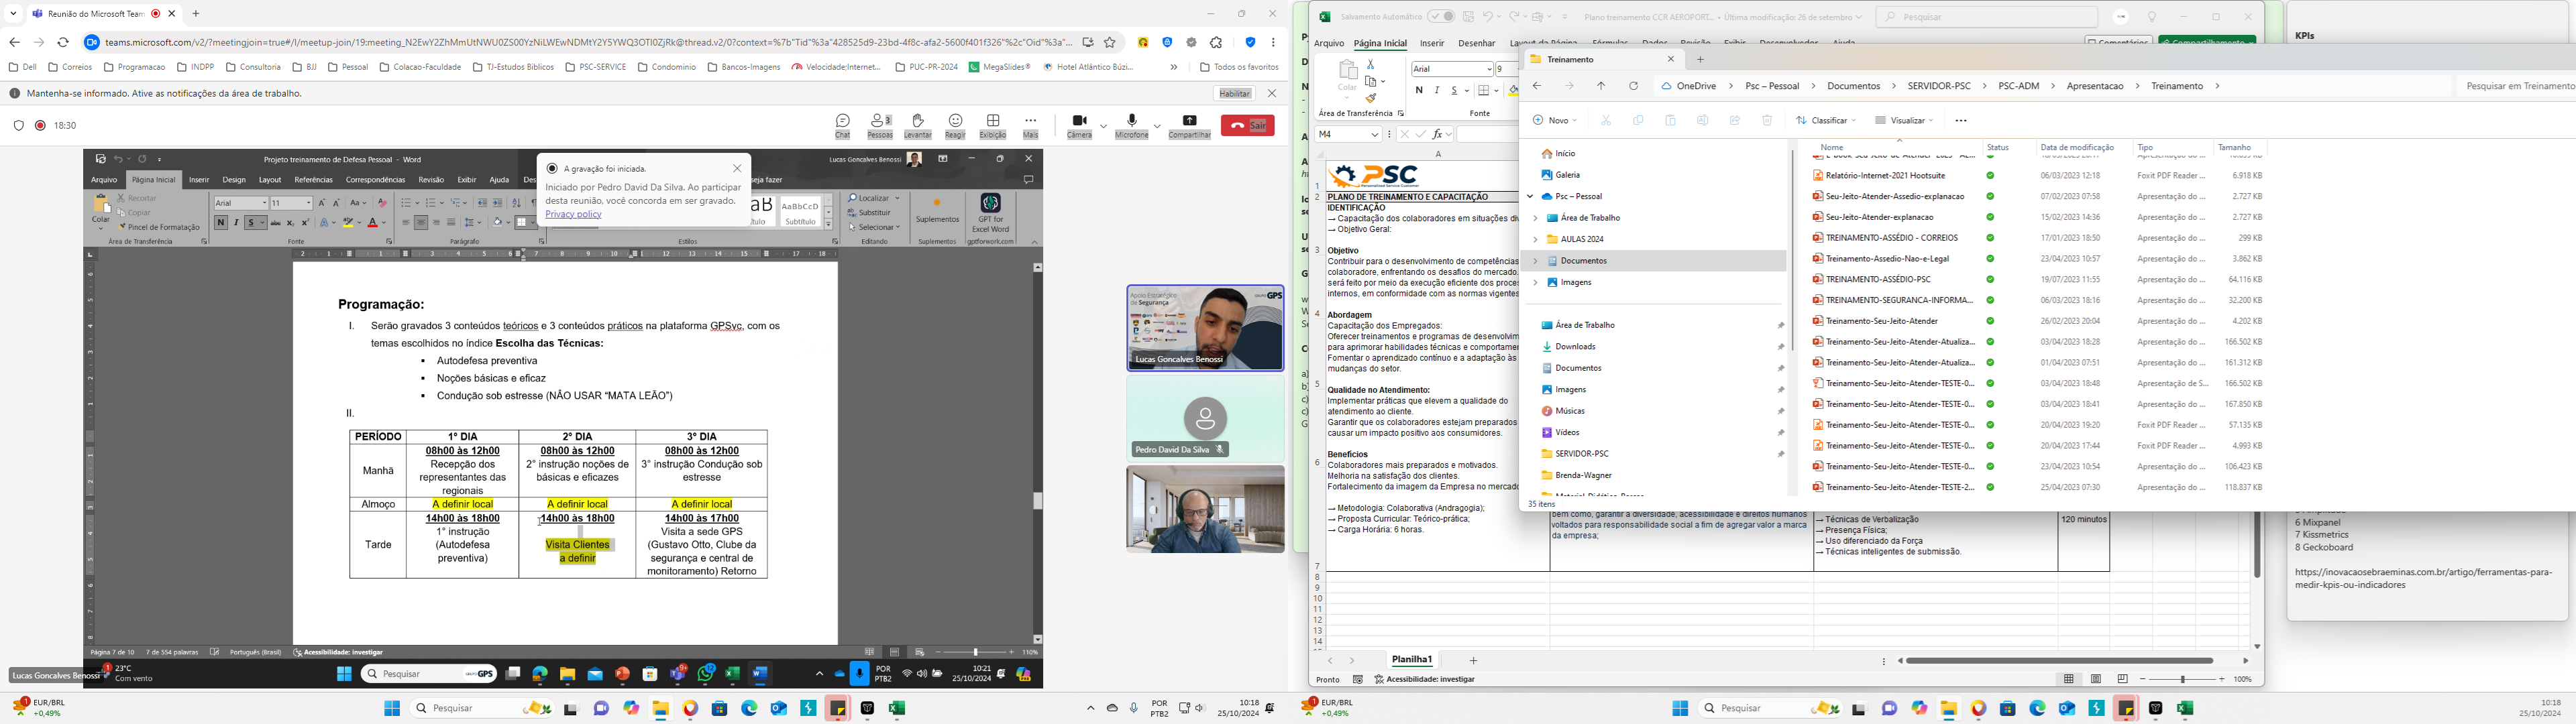 Reunião do Microsoft Team
teams.microsoft.com/v2/?meetingjoin=true#/l/meetup-join/19:meeting_N2EwY2ZhMmUtNWU0ZS00YzNiLWEwNDMtY2Y5YWQ3OTI0ZjRk@thread.v2/0?context=%7b"Tid"%3a"428525d9-23bd-4f8c-afa2-5600f401f326"%2c"Oid"%3a"...
Dell Correios Programacao INDPP Consultoria BJJ Pessoal Colacao-Faculdade TJ-Estudos Biblicos PSC-SERVICE Condominio Bancos-Imagens Velocidade;Internet... PUC-PR-2024 MegaSlides® Hotel Atlântico Búzi... » Todos os favoritos
Mantenha-se informado. Ative as notificações da área de trabalho.
Habilitar
18:30
3
Chat Pessoas Levantar Reagir Exibição Mais Câmera Microfone Compartilhar Sair
Projeto treinamento de Defesa Pessoal - Word
Lucas Goncalves Benossi
A gravação foi iniciada.
Iniciado por Pedro David Da Silva. Ao participar
desta reunião, você concorda em ser gravado.
Privacy policy
Arquivo Página Inicial Inserir Design Layout Referências Correspondências Revisão Exibir Ajuda Des
seja fazer
Colar
Recortar
Copiar
Pincel de Formatação
Área de Transferência
Arial 11
N I S abc
Fonte
Parágrafo
Título
AaBbCcD
Subtítulo
Estilos
Localizar
Substituir
Selecionar
Editando
Suplementos
Suplementos
GPT for
Excel Word
gptforwork.com
Programação:
I. Serão gravados 3 conteúdos teóricos e 3 conteúdos práticos na plataforma GPSvc, com os
temas escolhidos no índice Escolha das Técnicas:
▪ Autodefesa preventiva
▪ Noções básicas e eficaz
▪ Condução sob estresse (NÃO USAR “MATA LEÃO”)
II.
PERÍODO 1º DIA 2º DIA 3º DIA
Manhã
08h00 às 12h00
Recepção dos
representantes das
regionais
08h00 às 12h00
2° instrução noções de
básicas e eficazes
08h00 às 12h00
3° instrução Condução sob
estresse
Almoço A definir local A definir local A definir local
Tarde
14h00 às 18h00
1° instrução
(Autodefesa
preventiva)
14h00 às 18h00
Visita Clientes
a definir
14h00 às 17h00
Visita a sede GPS
(Gustavo Otto, Clube da
segurança e central de
monitoramento) Retorno
Página 7 de 10 7 de 554 palavras Português (Brasil) Acessibilidade: investigar 110%
Lucas Goncalves Benossi
23°C
Com vento
Pesquisar
GPS
POR
PTB2
10:21
25/10/2024
Apoio Estratégico
de Segurança
GPS
Lucas Goncalves Benossi
Pedro David Da Silva
EUR/BRL
+0,49%
Pesquisar
POR
PTB2
10:18
25/10/2024
Salvamento Automático
Plano treinamento CCR AEROPORT... • Última modificação: 26 de setembro
Pesquisar
Arquivo Página Inicial Inserir Desenhar Layout da Página Fórmulas Dados Revisão Exibir Desenvolvedor Ajuda
Comentários Compartilhamento
Colar
Arial 9
N I S
Área de Transferência
Fonte
M4
fx
A
PSC
Personalized Service Customer
PLANO DE TREINAMENTO E CAPACITAÇÃO
IDENTIFICAÇÃO
→ Capacitação dos colaboradores em situações div
→ Objetivo Geral:
Objetivo
Contribuir para o desenvolvimento de competências
colaboradore, enfrentando os desafios do mercado.
será feito por meio da execução eficiente dos proces
internos, em conformidade com as normas vigentes
Abordagem
Capacitação dos Empregados:
Oferecer treinamentos e programas de desenvolvim
para aprimorar habilidades técnicas e comportamen
Fomentar o aprendizado contínuo e a adaptação às
mudanças do setor.
Qualidade no Atendimento:
Implementar práticas que elevem a qualidade do
atendimento ao cliente.
Garantir que os colaboradores estejam preparados
causar um impacto positivo aos consumidores.
Benefícios
Colaboradores mais preparados e motivados.
Melhoria na satisfação dos clientes.
Fortalecimento da imagem da Empresa no mercado
→ Metodologia: Colaborativa (Andragogia);
→ Proposta Curricular: Teórico-prática;
→ Carga Horária: 6 horas.
bem como, garantir a diversidade, acessibilidade e direitos humanos
voltados para responsabilidade social a fim de agregar valor a marca
da empresa;
→ Técnicas de Verbalização
→ Presença Física;
→ Uso diferenciado da Força
→ Técnicas inteligentes de submissão.
120 minutos
Planilha1
Pronto Acessibilidade: investigar 100%
Treinamento
OneDrive > Psc – Pessoal > Documentos > SERVIDOR-PSC > PSC-ADM > Apresentacao > Treinamento >
Pesquisar em Treinamento
Novo Classificar Visualizar
Início
Galeria
Psc – Pessoal
Área de Trabalho
AULAS 2024
Documentos
Imagens
Área de Trabalho
Downloads
Documentos
Imagens
Músicas
Vídeos
SERVIDOR-PSC
Brenda-Wagner
35 itens
Nome Status Data de modificação Tipo Tamanho
Relatório-Internet-2021 Hootsuite 06/03/2023 12:18 Foxit PDF Reader ... 6.918 KB
Seu-Jeito-Atender-Assedio-explanacao 07/02/2023 07:58 Apresentação do ... 2.727 KB
Seu-Jeito-Atender-explanacao 15/02/2023 14:36 Apresentação do ... 2.727 KB
TREINAMENTO-ASSÉDIO - CORREIOS 17/01/2023 18:50 Apresentação do ... 299 KB
Treinamento-Assedio-Nao-e-Legal 23/04/2023 10:57 Apresentação do ... 3.862 KB
TREINAMENTO-ASSÉDIO-PSC 19/07/2023 11:55 Apresentação do ... 64.116 KB
TREINAMENTO-SEGURANCA-INFORMA... 06/03/2023 18:16 Apresentação do ... 32.200 KB
Treinamento-Seu-Jeito-Atender 26/02/2023 20:04 Apresentação do ... 4.202 KB
Treinamento-Seu-Jeito-Atender-Atualiza... 03/04/2023 18:28 Apresentação do ... 166.502 KB
Treinamento-Seu-Jeito-Atender-Atualiza... 01/04/2023 07:51 Apresentação do ... 161.312 KB
Treinamento-Seu-Jeito-Atender-TESTE-0... 03/04/2023 18:48 Apresentação de S... 166.502 KB
Treinamento-Seu-Jeito-Atender-TESTE-0... 03/04/2023 18:41 Apresentação do ... 167.850 KB
Treinamento-Seu-Jeito-Atender-TESTE-0... 20/04/2023 19:20 Foxit PDF Reader ... 57.135 KB
Treinamento-Seu-Jeito-Atender-TESTE-0... 20/04/2023 17:44 Foxit PDF Reader ... 4.993 KB
Treinamento-Seu-Jeito-Atender-TESTE-0... 23/04/2023 10:54 Apresentação do ... 106.423 KB
Treinamento-Seu-Jeito-Atender-TESTE-2... 25/04/2023 07:30 Apresentação do ... 118.837 KB
KPIs
6 Mixpanel
7 Kissmetrics
8 Geckoboard
https://inovacaosebraeminas.com.br/artigo/ferramentas-para-
medir-kpis-ou-indicadores
EUR/BRL
+0,49%
Pesquisar
10:18
25/10/2024